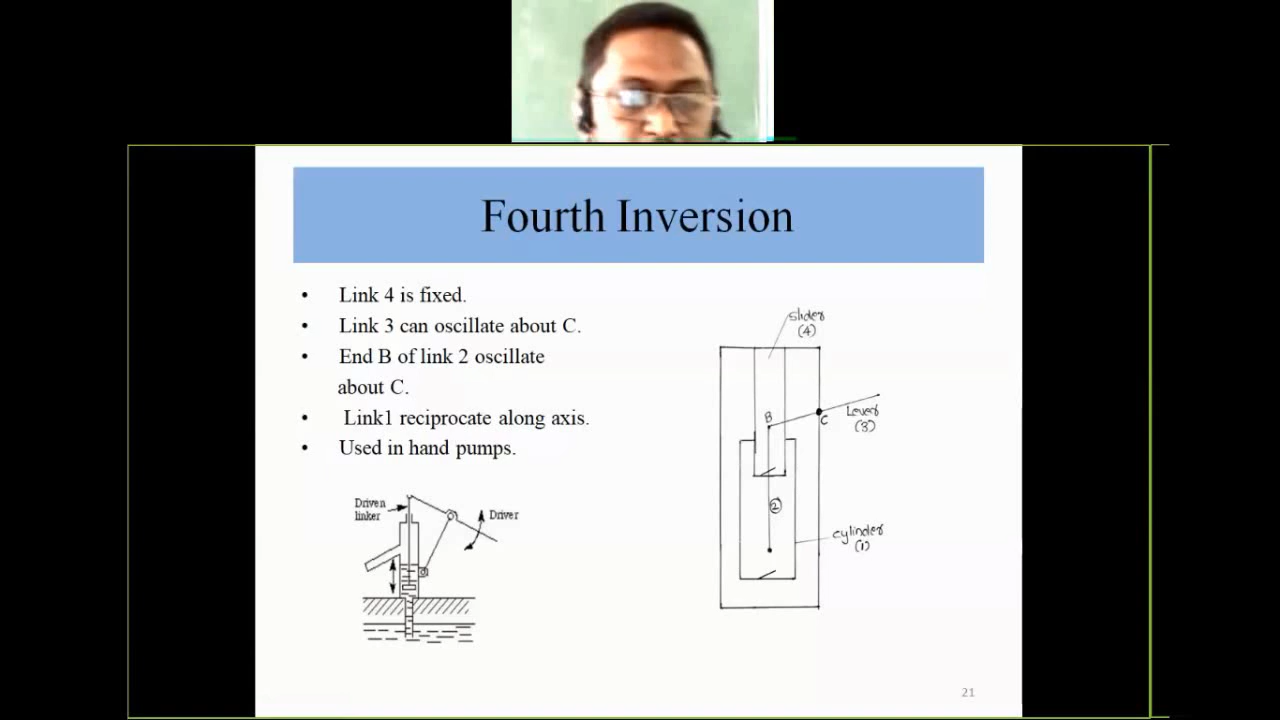 Fourth Inversion
• Link 4 is fixed.
• Link 3 can oscillate about C.
• End B of link 2 oscillate
about C.
• Link1 reciprocate along axis.
• Used in hand pumps.
Driven
linker
Driver
slider
(4)
B
C
Lever
(3)
2
cylinder
(1)
21